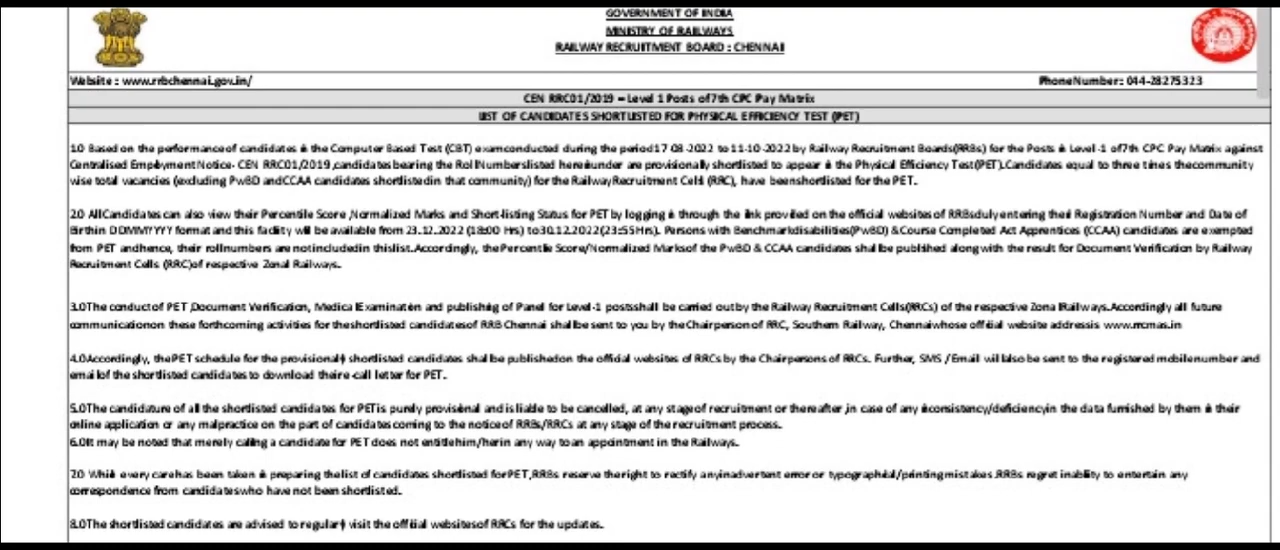 GOVERNMENT OF INDIA
MINISTRY OF RAILWAYS
RAILWAY RECRUITMENT BOARD : CHENNAI
Website : www.rrbchennai.gov.in/ Phone Number: 044-28275323
CEN RRC01/2019 – Level 1 Posts of 7th CPC Pay Matrix
LIST OF CANDIDATES SHORTLISTED FOR PHYSICAL EFFICIENCY TEST (PET)
1.0 Based on the performance of candidates in the Computer Based Test (CBT) exam conducted during the period 17-08-2022 to 11-10-2022 by Railway Recruitment Boards(RRBs) for the Posts in Level-1 of 7th CPC Pay Matrix against
Centralised Employment Notice- CEN RRC01/2019, candidates bearing the Roll Numbers listed hereinunder are provisionally shortlisted to appear in the Physical Efficiency Test(PET).Candidates equal to three times the community
wise total vacancies (excluding PwBD and CCAA candidates shortlisted in that community) for the Railway Recruitment Cell (RRC), have been shortlisted for the PET.
2.0 All Candidates can also view their Percentile Score ,Normalized Marks and Short-listing Status for PET by logging in through the link provided on the official websites of RRBs duly entering their Registration Number and Date of
Birth in DDMMYYYY format and this facility will be available from 23.12.2022 (18:00 Hrs) to 30.12.2022 (23:55 Hrs). Persons with Benchmark disabilities(PwBD) & Course Completed Act Apprentices (CCAA) candidates are exempted
from PET and hence, their roll numbers are not included in this list. Accordingly, the Percentile Score/Normalized Marks of the PwBD & CCAA candidates shall be published along with the result for Document Verification by Railway
Recruitment Cells (RRC)of respective Zonal Railways.
3.0 The conduct of PET ,Document Verification, Medical Examination and publishing of Panel for Level-1 posts shall be carried out by the Railway Recruitment Cells(RRCs) of the respective Zonal Railways. Accordingly all future
communication on these forthcoming activities for the shortlisted candidates of RRB Chennai shall be sent to you by the Chairperson of RRC, Southern Railway, Chennai whose official website address is www.rrcmas.in
4.0 Accordingly, the PET schedule for the provisionally shortlisted candidates shall be published on the official websites of RRCs by the Chairpersons of RRCs. Further, SMS / Email will also be sent to the registered mobile number and
email of the shortlisted candidates to download their e-call letter for PET.
5.0 The candidature of all the shortlisted candidates for PET is purely provisional and is liable to be cancelled, at any stage of recruitment or thereafter ,in case of any inconsistency/deficiency in the data furnished by them in their
online application or any malpractice on the part of candidates coming to the notice of RRBs/RRCs at any stage of the recruitment process.
6.0 It may be noted that merely calling a candidate for PET does not entitle him/her in any way to an appointment in the Railways.
7.0 While every care has been taken in preparing the list of candidates shortlisted for PET, RRBs reserve the right to rectify any inadvertent error or typographical/printing mistakes .RRBs regret inability to entertain any
correspondence from candidates who have not been shortlisted.
8.0 The shortlisted candidates are advised to regularly visit the official websites of RRCs for the updates.